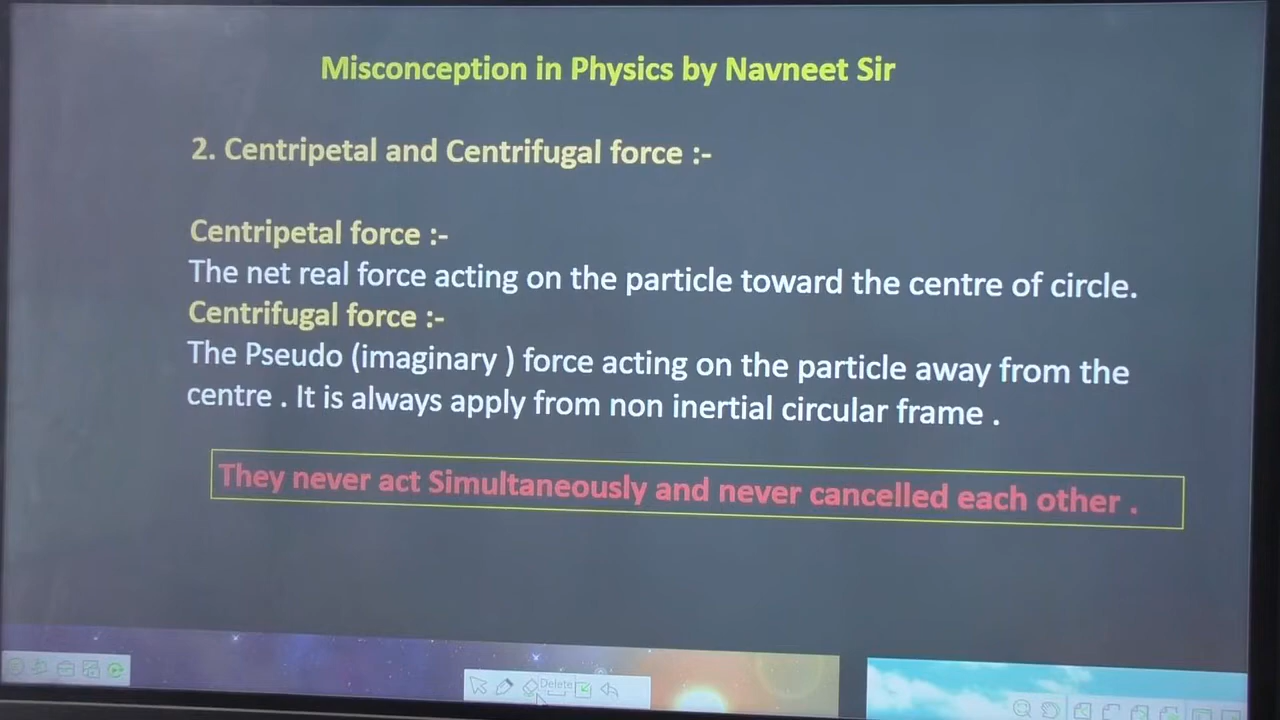 Misconception in Physics by Navneet Sir
2. Centripetal and Centrifugal force :-
Centripetal force :-
The net real force acting on the particle toward the centre of circle.
Centrifugal force :-
The Pseudo (imaginary ) force acting on the particle away from the
centre . It is always apply from non inertial circular frame .
They never act Simultaneously and never cancelled each other .
Delete